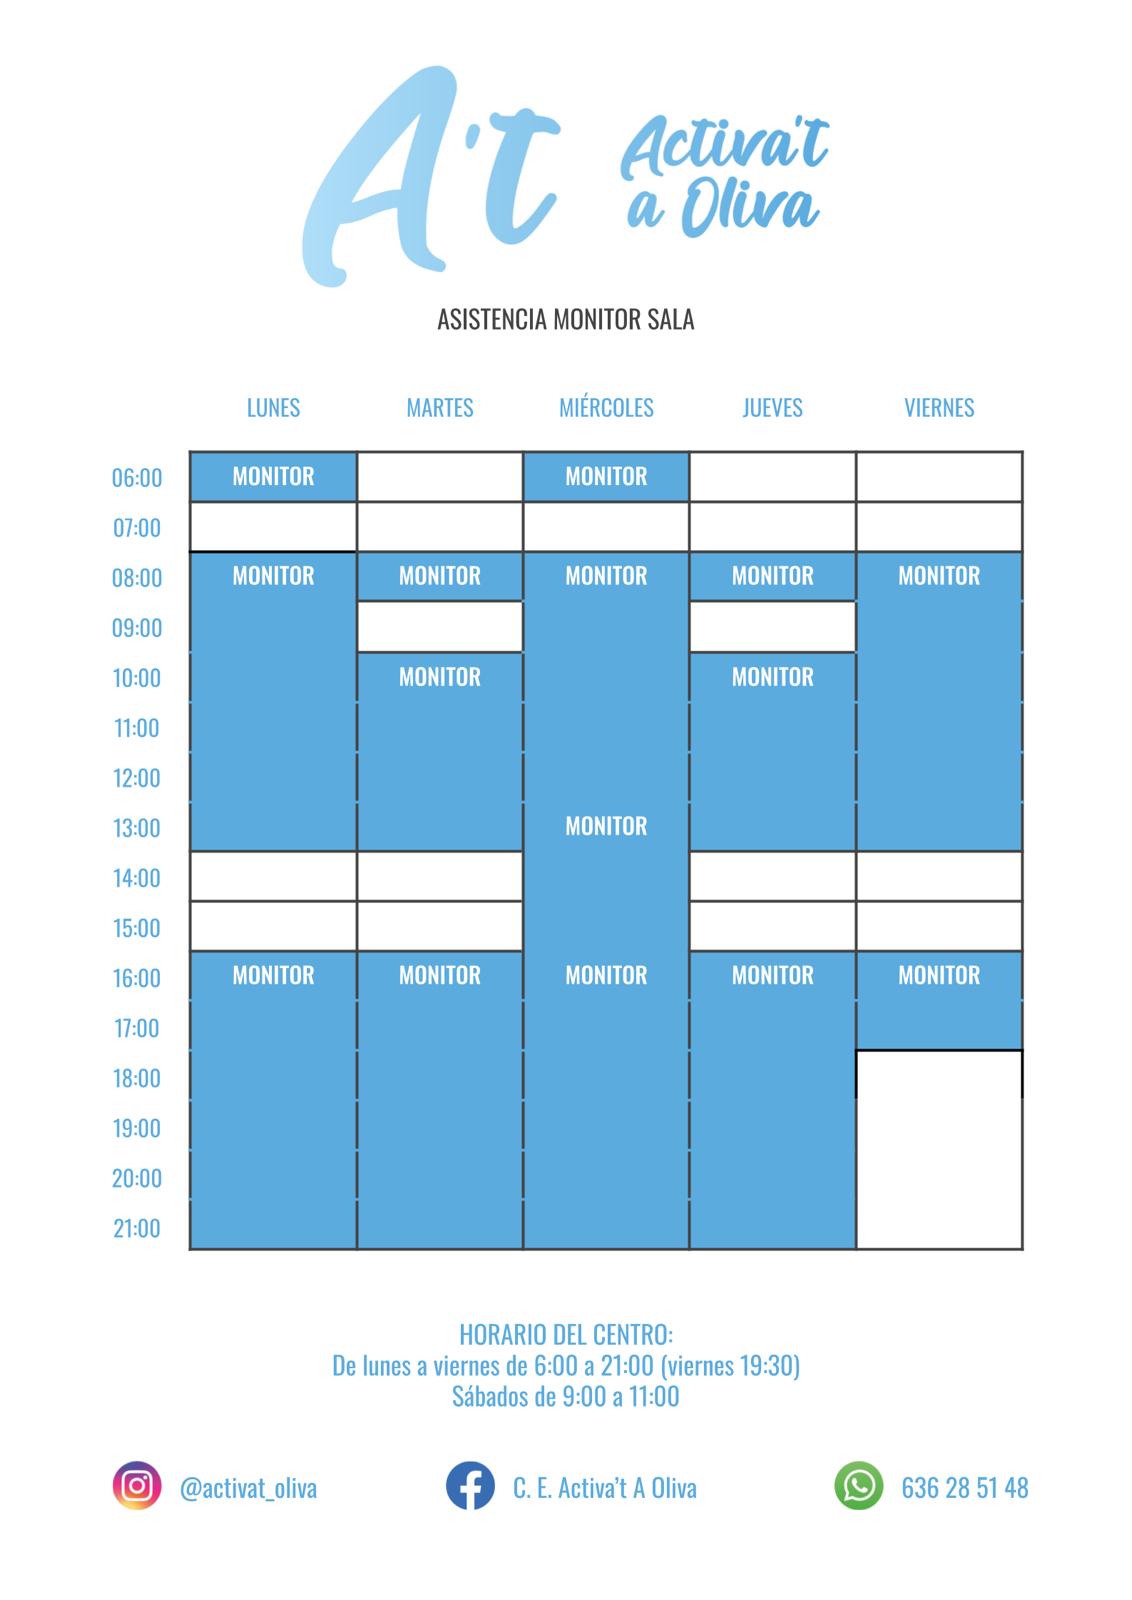 A't
Activa't
a Oliva
ASISTENCIA MONITOR SALA
LUNES MARTES MIÉRCOLES JUEVES VIERNES
06:00 MONITOR MONITOR
07:00
08:00 MONITOR MONITOR MONITOR MONITOR MONITOR
09:00
10:00 MONITOR MONITOR
11:00
12:00
13:00 MONITOR
14:00
15:00
16:00 MONITOR MONITOR MONITOR MONITOR MONITOR
17:00
18:00
19:00
20:00
21:00
HORARIO DEL CENTRO:
De lunes a viernes de 6:00 a 21:00 (viernes 19:30)
Sábados de 9:00 a 11:00
@activat_oliva C. E. Activa't A Oliva 636 28 51 48